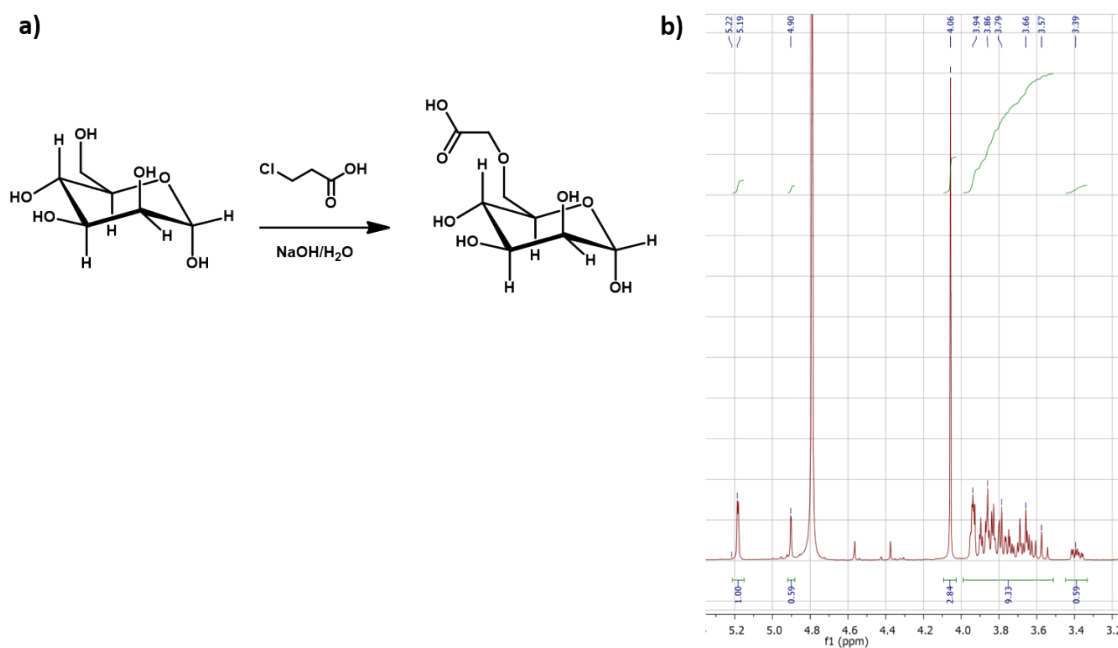 a)
H
OH
HO
HO
OH
O
H
H
H
H
OH
Cl
OH
O
NaOH/H₂O
HO
O
O
H
HO
HO
OH
O
H
H
H
H
OH
b)
5.22
5.19
4.90
4.06
3.94
3.86
3.79
3.66
3.57
3.39
1.00
0.59
2.84
9.33
0.59
5.2 5.0 4.8 4.6 4.4 4.2 4.0 3.8 3.6 3.4 3.2
f1 (ppm)